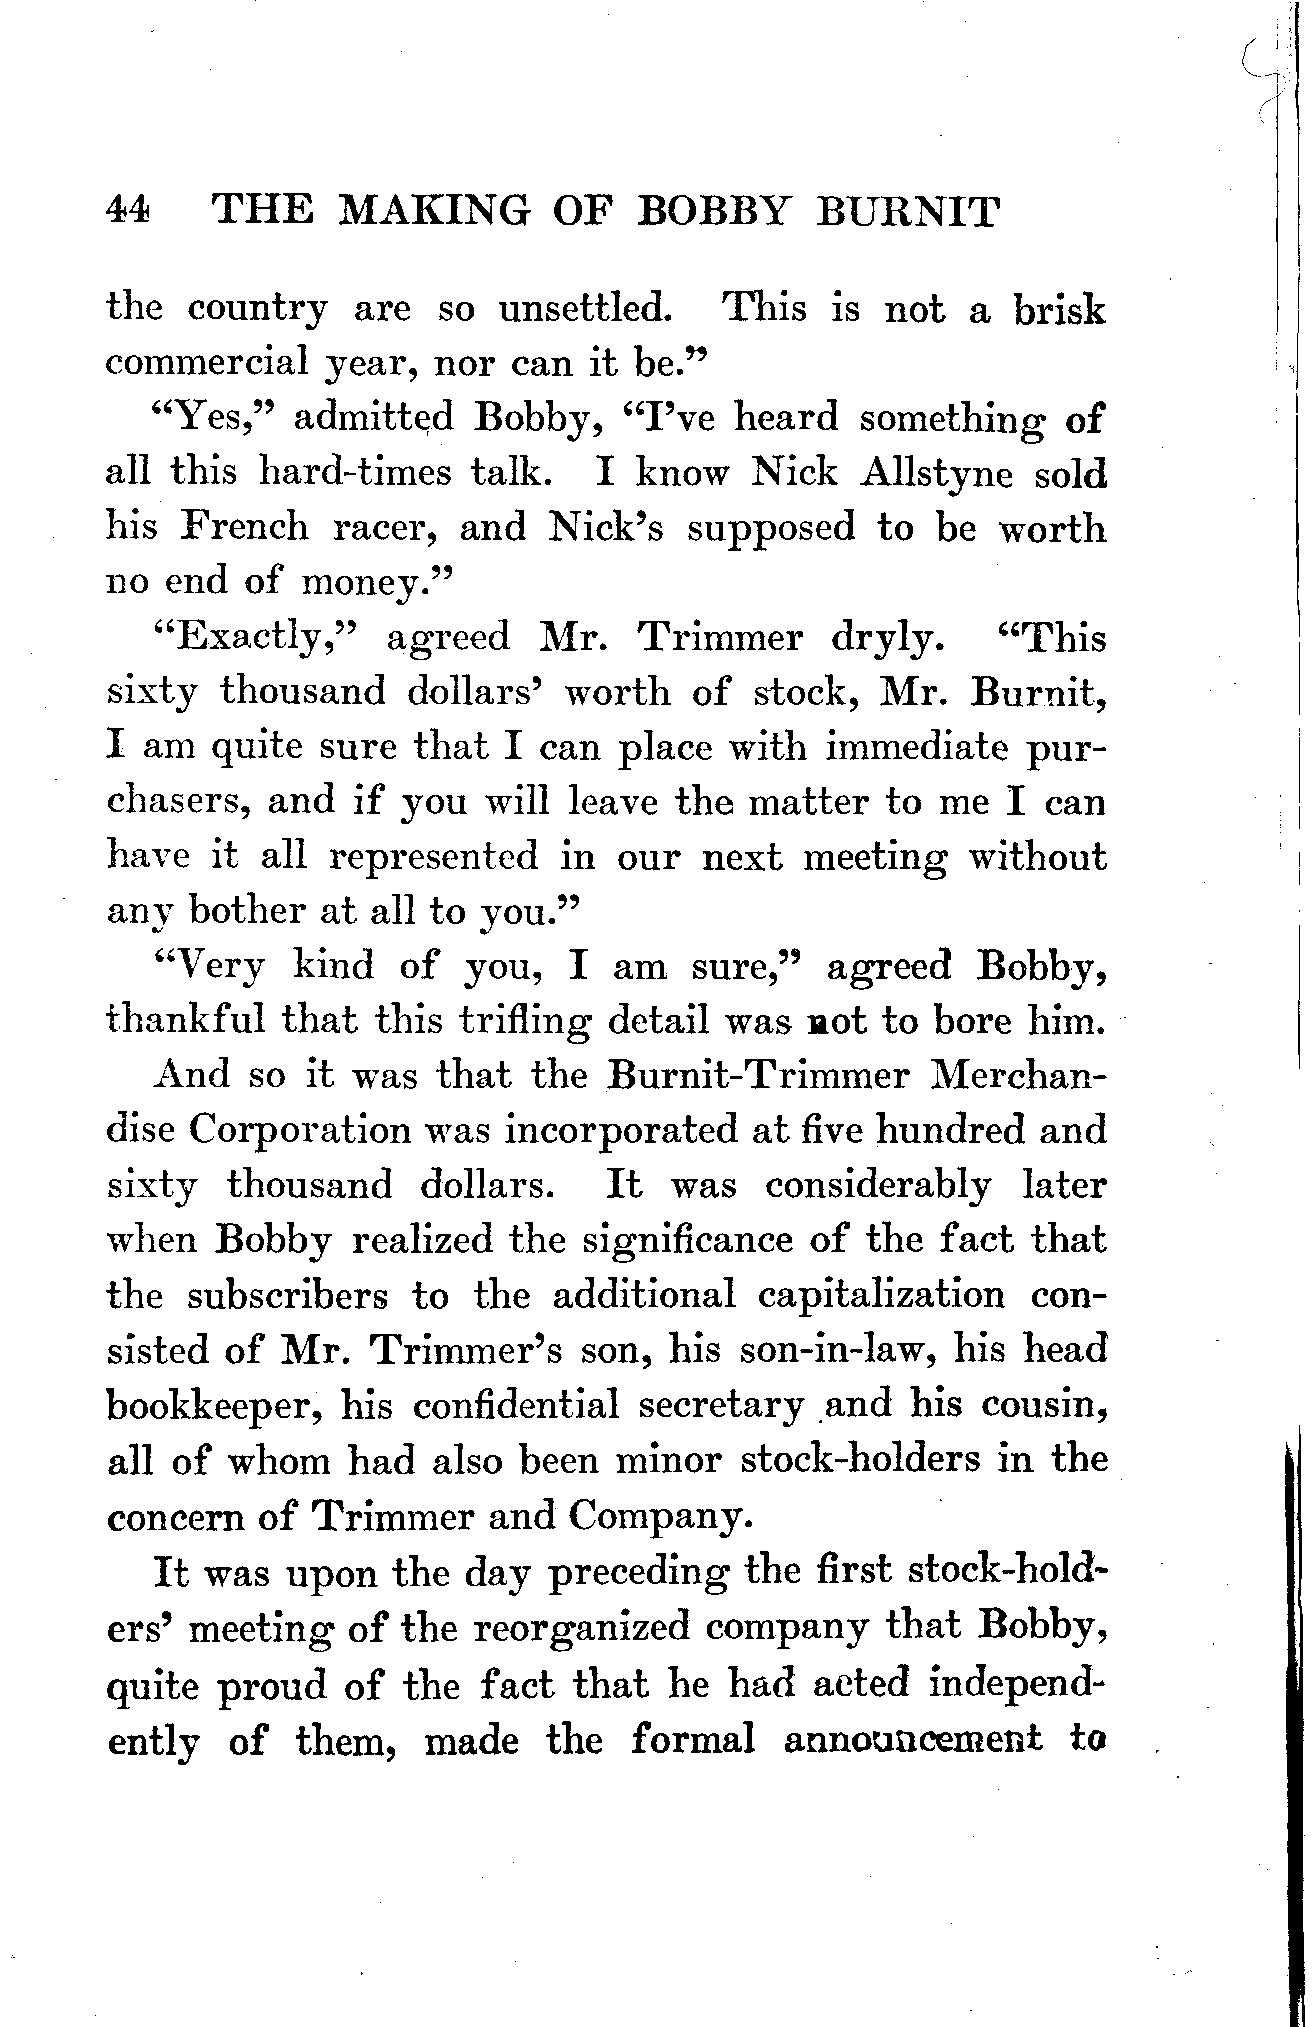 44 THE MAKING OF BOBBY BURNIT
the country are so unsettled. This is not a brisk
commercial year, nor can it be.”
“Yes,” admitted Bobby, “I’ve heard something of
all this hard-times talk. I know Nick Allstyne sold
his French racer, and Nick’s supposed to be worth
no end of money.”
“Exactly,” agreed Mr. Trimmer dryly. “This
sixty thousand dollars’ worth of stock, Mr. Burnit,
I am quite sure that I can place with immediate pur-
chasers, and if you will leave the matter to me I can
have it all represented in our next meeting without
any bother at all to you.”
“Very kind of you, I am sure,” agreed Bobby,
thankful that this trifling detail was not to bore him.
And so it was that the Burnit-Trimmer Merchan-
dise Corporation was incorporated at five hundred and
sixty thousand dollars. It was considerably later
when Bobby realized the significance of the fact that
the subscribers to the additional capitalization con-
sisted of Mr. Trimmer’s son, his son-in-law, his head
bookkeeper, his confidential secretary and his cousin,
all of whom had also been minor stock-holders in the
concern of Trimmer and Company.
It was upon the day preceding the first stock-hold-
ers’ meeting of the reorganized company that Bobby,
quite proud of the fact that he had acted independ-
ently of them, made the formal announcement to